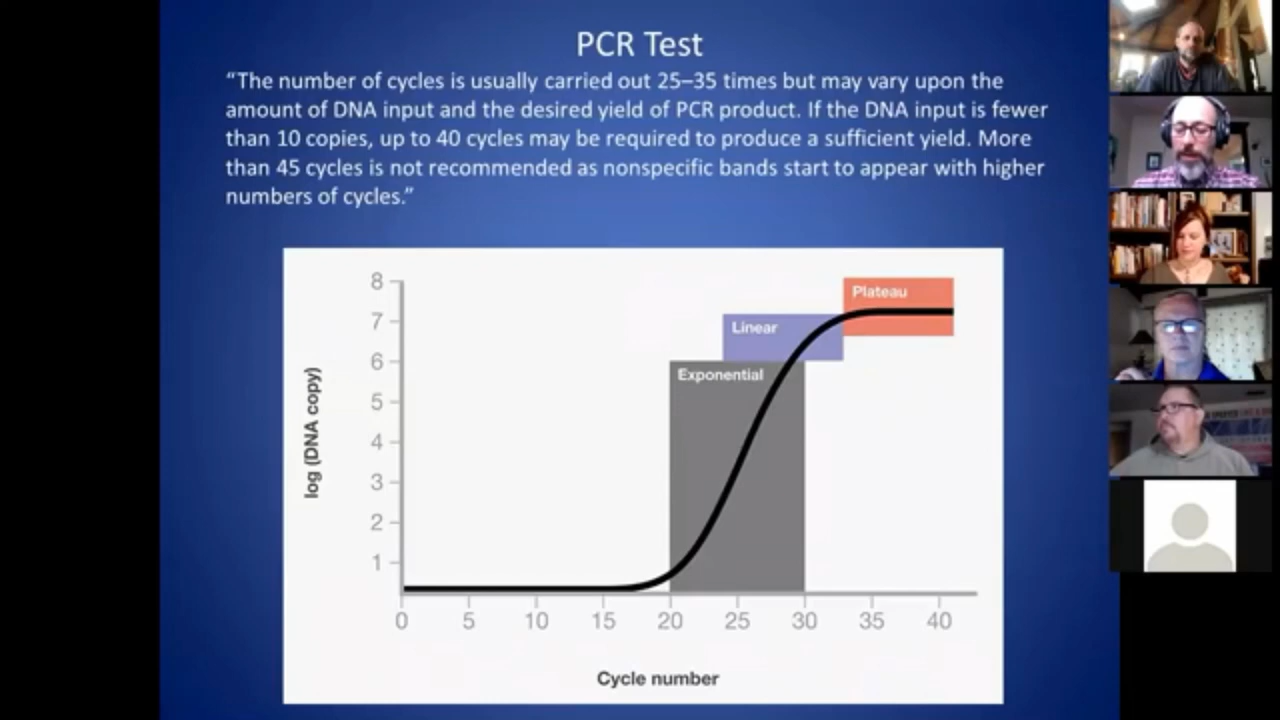 PCR Test
“The number of cycles is usually carried out 25–35 times but may vary upon the
amount of DNA input and the desired yield of PCR product. If the DNA input is fewer
than 10 copies, up to 40 cycles may be required to produce a sufficient yield. More
than 45 cycles is not recommended as nonspecific bands start to appear with higher
numbers of cycles.”
8
7
6
5
4
3
2
1
log (DNA copy)
Plateau
Linear
Exponential
0 5 10 15 20 25 30 35 40
Cycle number